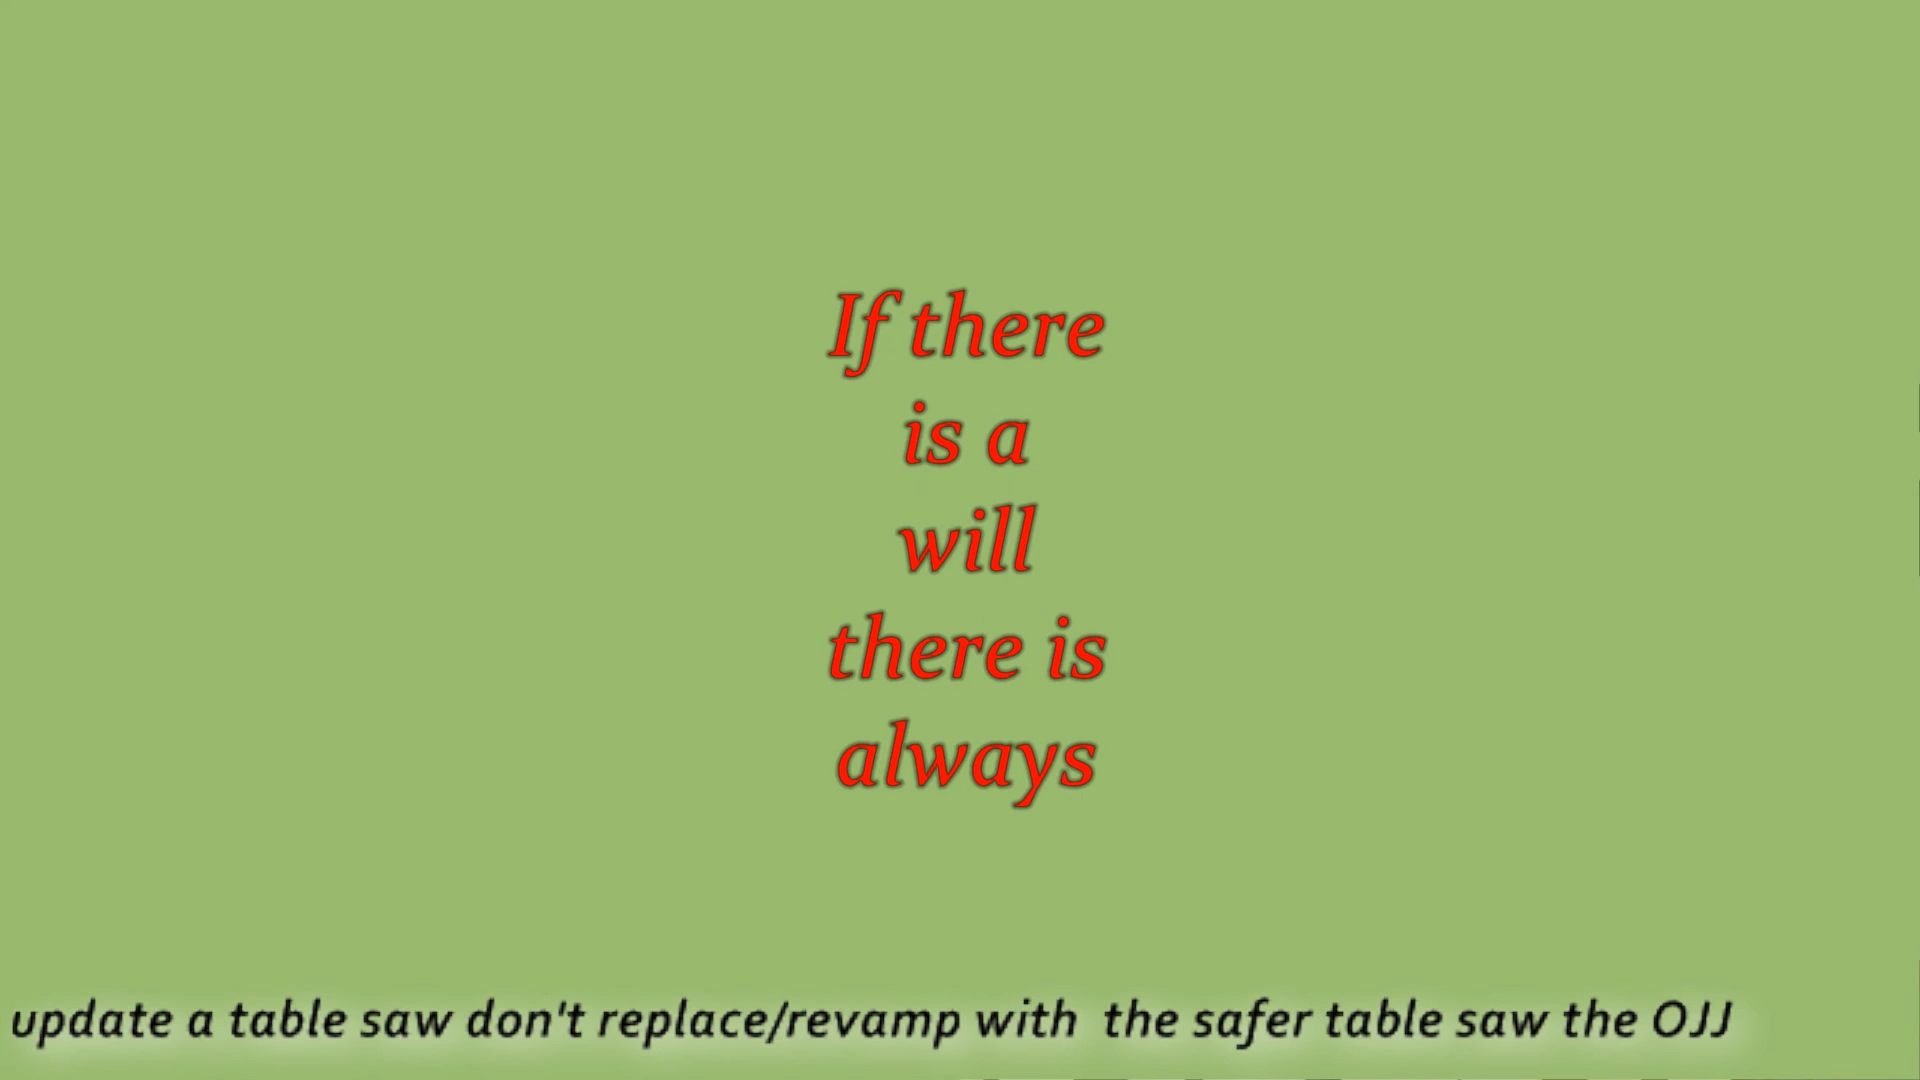 If there
is a
will
there is
always
update a table saw don't replace/revamp with  the safer table saw the OJJ